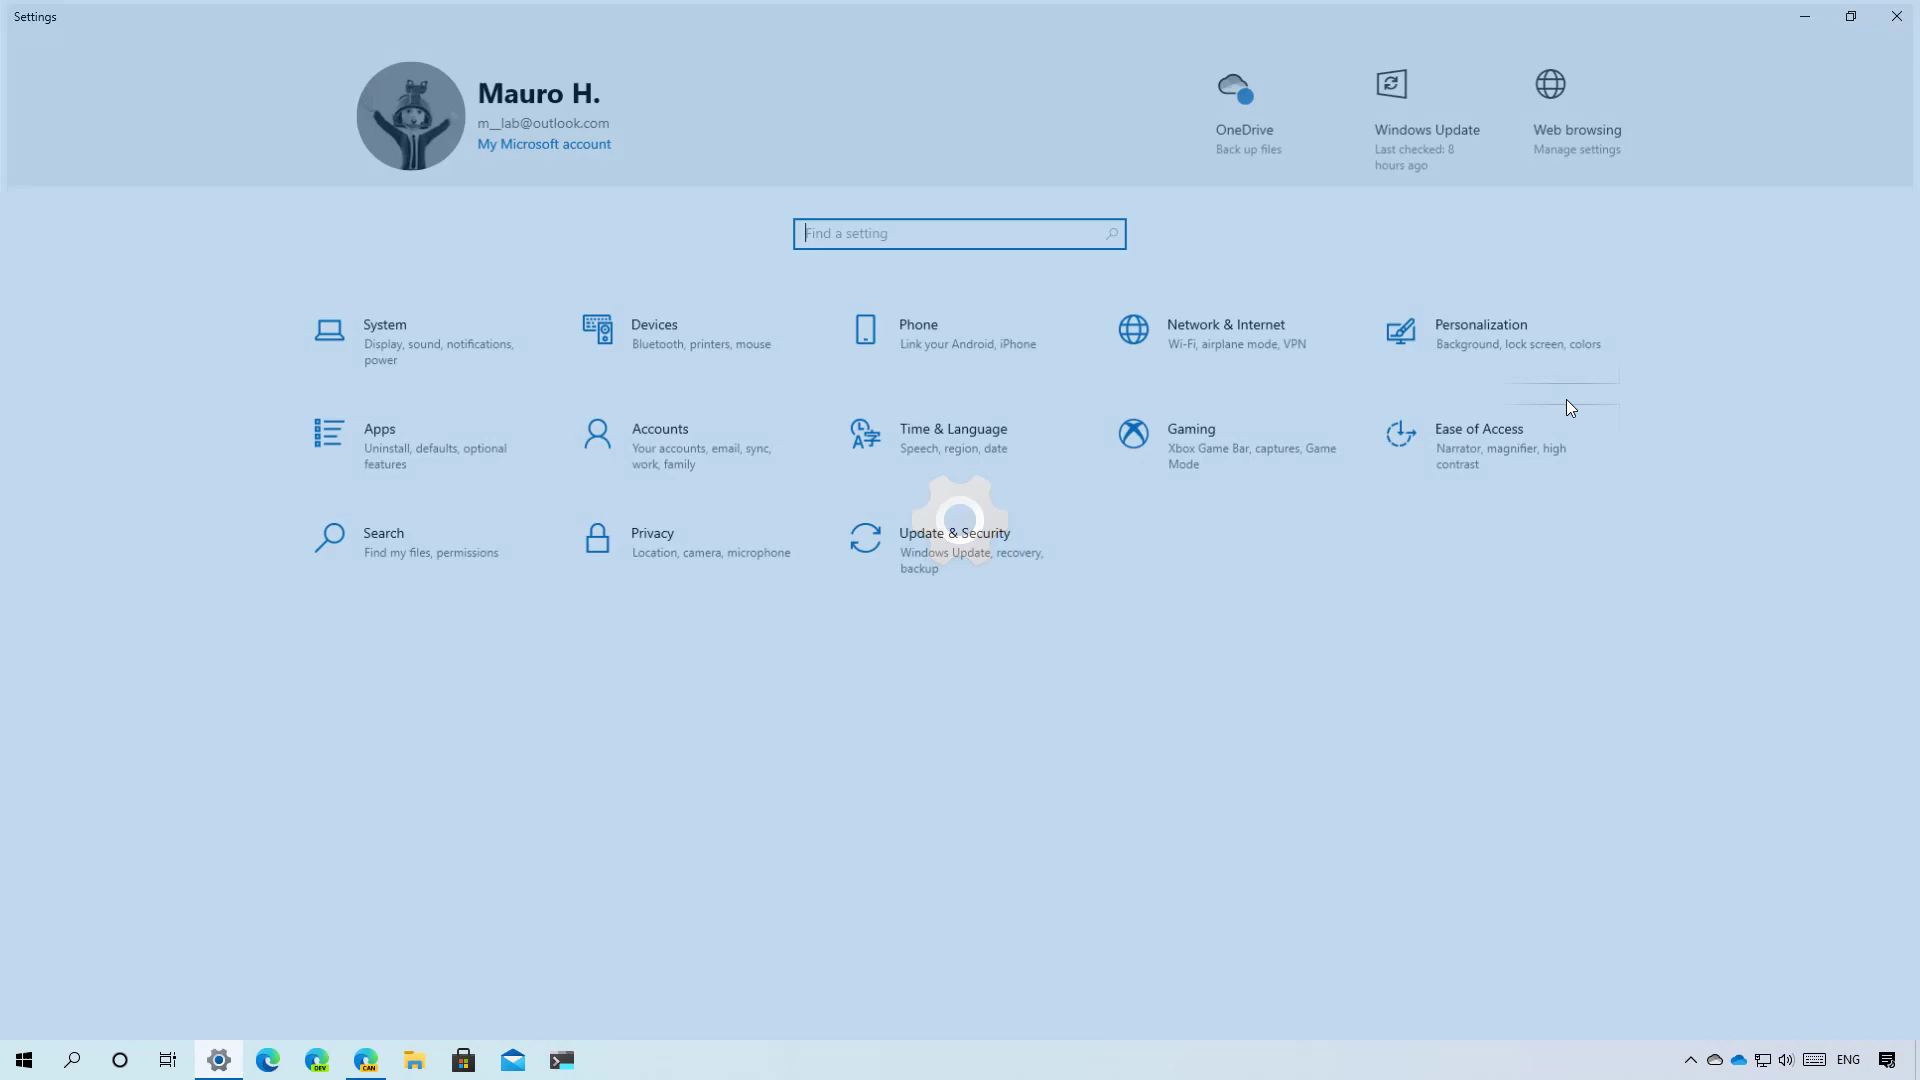 Settings
Mauro H.
m__lab@outlook.com
My Microsoft account
OneDrive
Back up files
Windows Update
Last checked: 8
hours ago
Web browsing
Manage settings
Find a setting
System
Display, sound, notifications,
power
Devices
Bluetooth, printers, mouse
Phone
Link your Android, iPhone
Network & Internet
Wi-Fi, airplane mode, VPN
Personalization
Background, lock screen, colors
Apps
Uninstall, defaults, optional
features
Accounts
Your accounts, email, sync,
work, family
Time & Language
Speech, region, date
Gaming
Xbox Game Bar, captures, Game
Mode
Ease of Access
Narrator, magnifier, high
contrast
Search
Find my files, permissions
Privacy
Location, camera, microphone
Update & Security
Windows Update, recovery,
backup
DEV
CAN
ENG